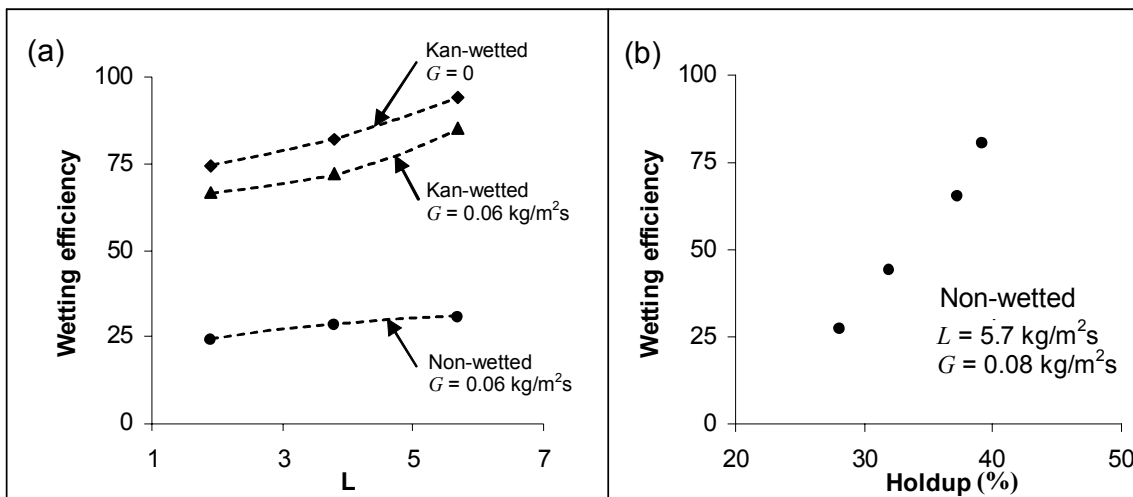 (a)
Kan-wetted
G = 0
Kan-wetted
G = 0.06 kg/m²s
Non-wetted
G = 0.06 kg/m²s
Wetting efficiency
100
75
50
25
0
1 3 5 7
L
(b)
Wetting efficiency
100
75
50
25
0
Non-wetted
L = 5.7 kg/m²s
G = 0.08 kg/m²s
20 30 40 50
Holdup (%)